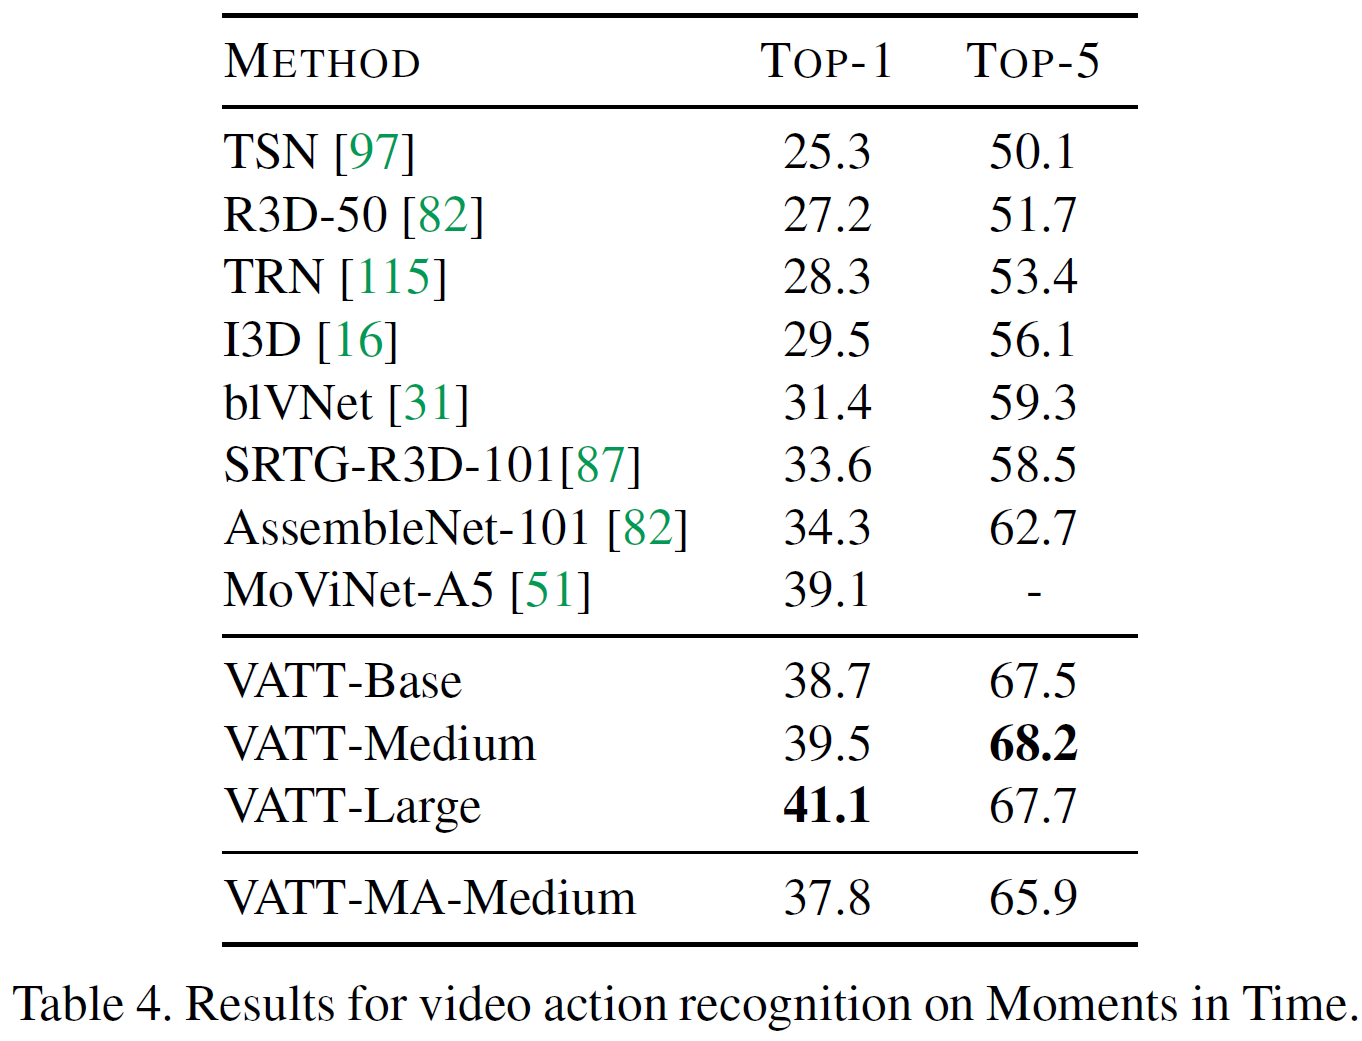 METHOD TOP-1 TOP-5
TSN [97] 25.3 50.1
R3D-50 [82] 27.2 51.7
TRN [115] 28.3 53.4
I3D [16] 29.5 56.1
blVNet [31] 31.4 59.3
SRTG-R3D-101[87] 33.6 58.5
AssembleNet-101 [82] 34.3 62.7
MoViNet-A5 [51] 39.1 -
VATT-Base 38.7 67.5
VATT-Medium 39.5 68.2
VATT-Large 41.1 67.7
VATT-MA-Medium 37.8 65.9
Table 4. Results for video action recognition on Moments in Time.